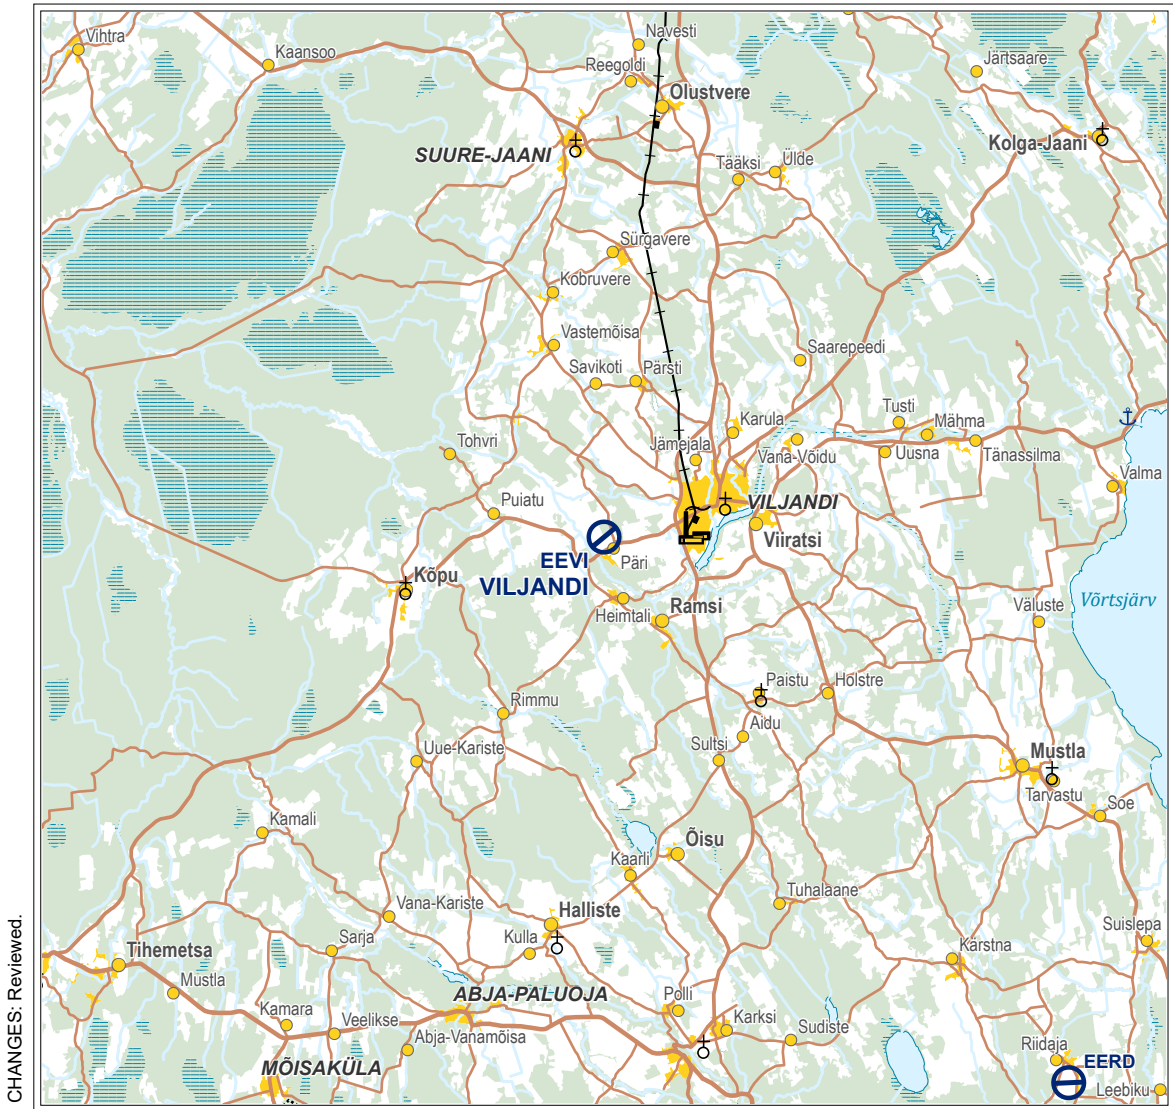 Navesti
Vihtra
Kaansoo
Järtsaare
Reegoldi
Olustvere
Kolga-Jaani
SUURE-JAANI
Tääksi
Ülde
Sürgavere
Kobruvere
Vastemõisa
Saarepeedi
Savikoti
Pärsti
Tusti
Karula
Mähma
Tohvri
Jämejala
Vana-Võidu
Uusna
Tänassilma
Valma
Puiatu
VILJANDI
Viiratsi
EEVI
Päri
VILJANDI
Kõpu
Heimtali
Ramsi
Väluste
Võrtsjärv
Paistu
Holstre
Rimmu
Aidu
Uue-Kariste
Sultsi
Mustla
Tarvastu
Soe
Kamali
Õisu
Kaarli
Tuhalaane
Vana-Kariste
Halliste
Suislepa
Sarja
Kulla
Kärstna
Tihemetsa
Mustla
ABJA-PALUOJA
Polli
Kamara
Veelikse
Karksi
Sudiste
Abja-Vanamõisa
Riidaja
MÕISAKÜLA
EERD
Leebiku
CHANGES: Reviewed.